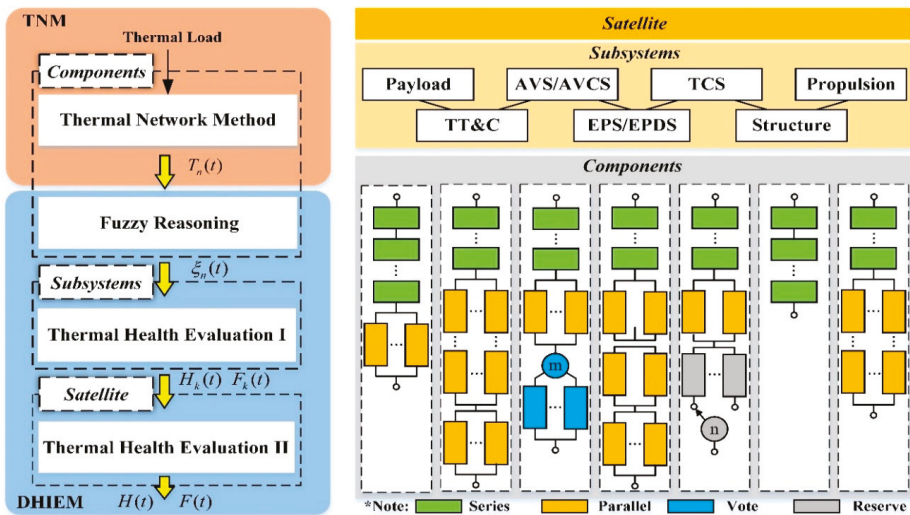 TNM
Thermal Load
Components
Thermal Network Method
Tₙ(t)
Fuzzy Reasoning
ξₙ(t)
Subsystems
Thermal Health Evaluation I
Hₖ(t) Fₖ(t)
Satellite
Thermal Health Evaluation II
DHIEM H(t) F(t)
Satellite
Subsystems
Payload AVS/AVCS TCS Propulsion
TT&C EPS/EPDS Structure
Components
m
n
*Note: Series Parallel Vote Reserve